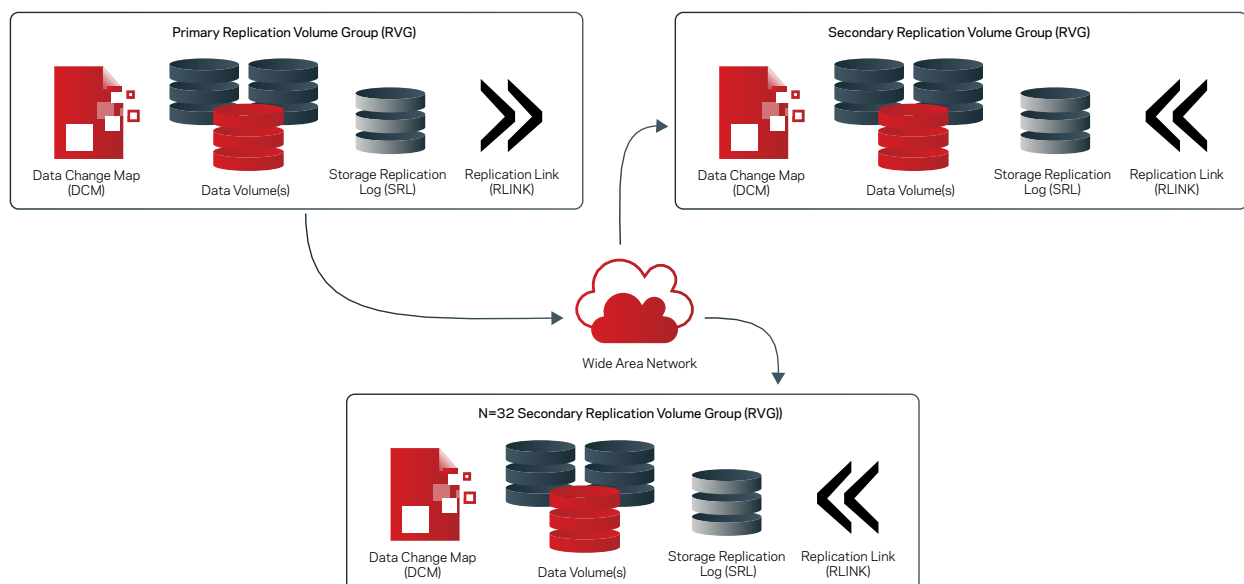 Primary Replication Volume Group (RVG)
Data Change Map
(DCM)
Data Volume(s)
Storage Replication
Log (SRL)
Replication Link
(RLINK)
Secondary Replication Volume Group (RVG)
Data Change Map
(DCM)
Data Volume(s)
Storage Replication
Log (SRL)
Replication Link
(RLINK)
Wide Area Network
N=32 Secondary Replication Volume Group (RVG))
Data Change Map
(DCM)
Data Volume(s)
Storage Replication
Log (SRL)
Replication Link
(RLINK)